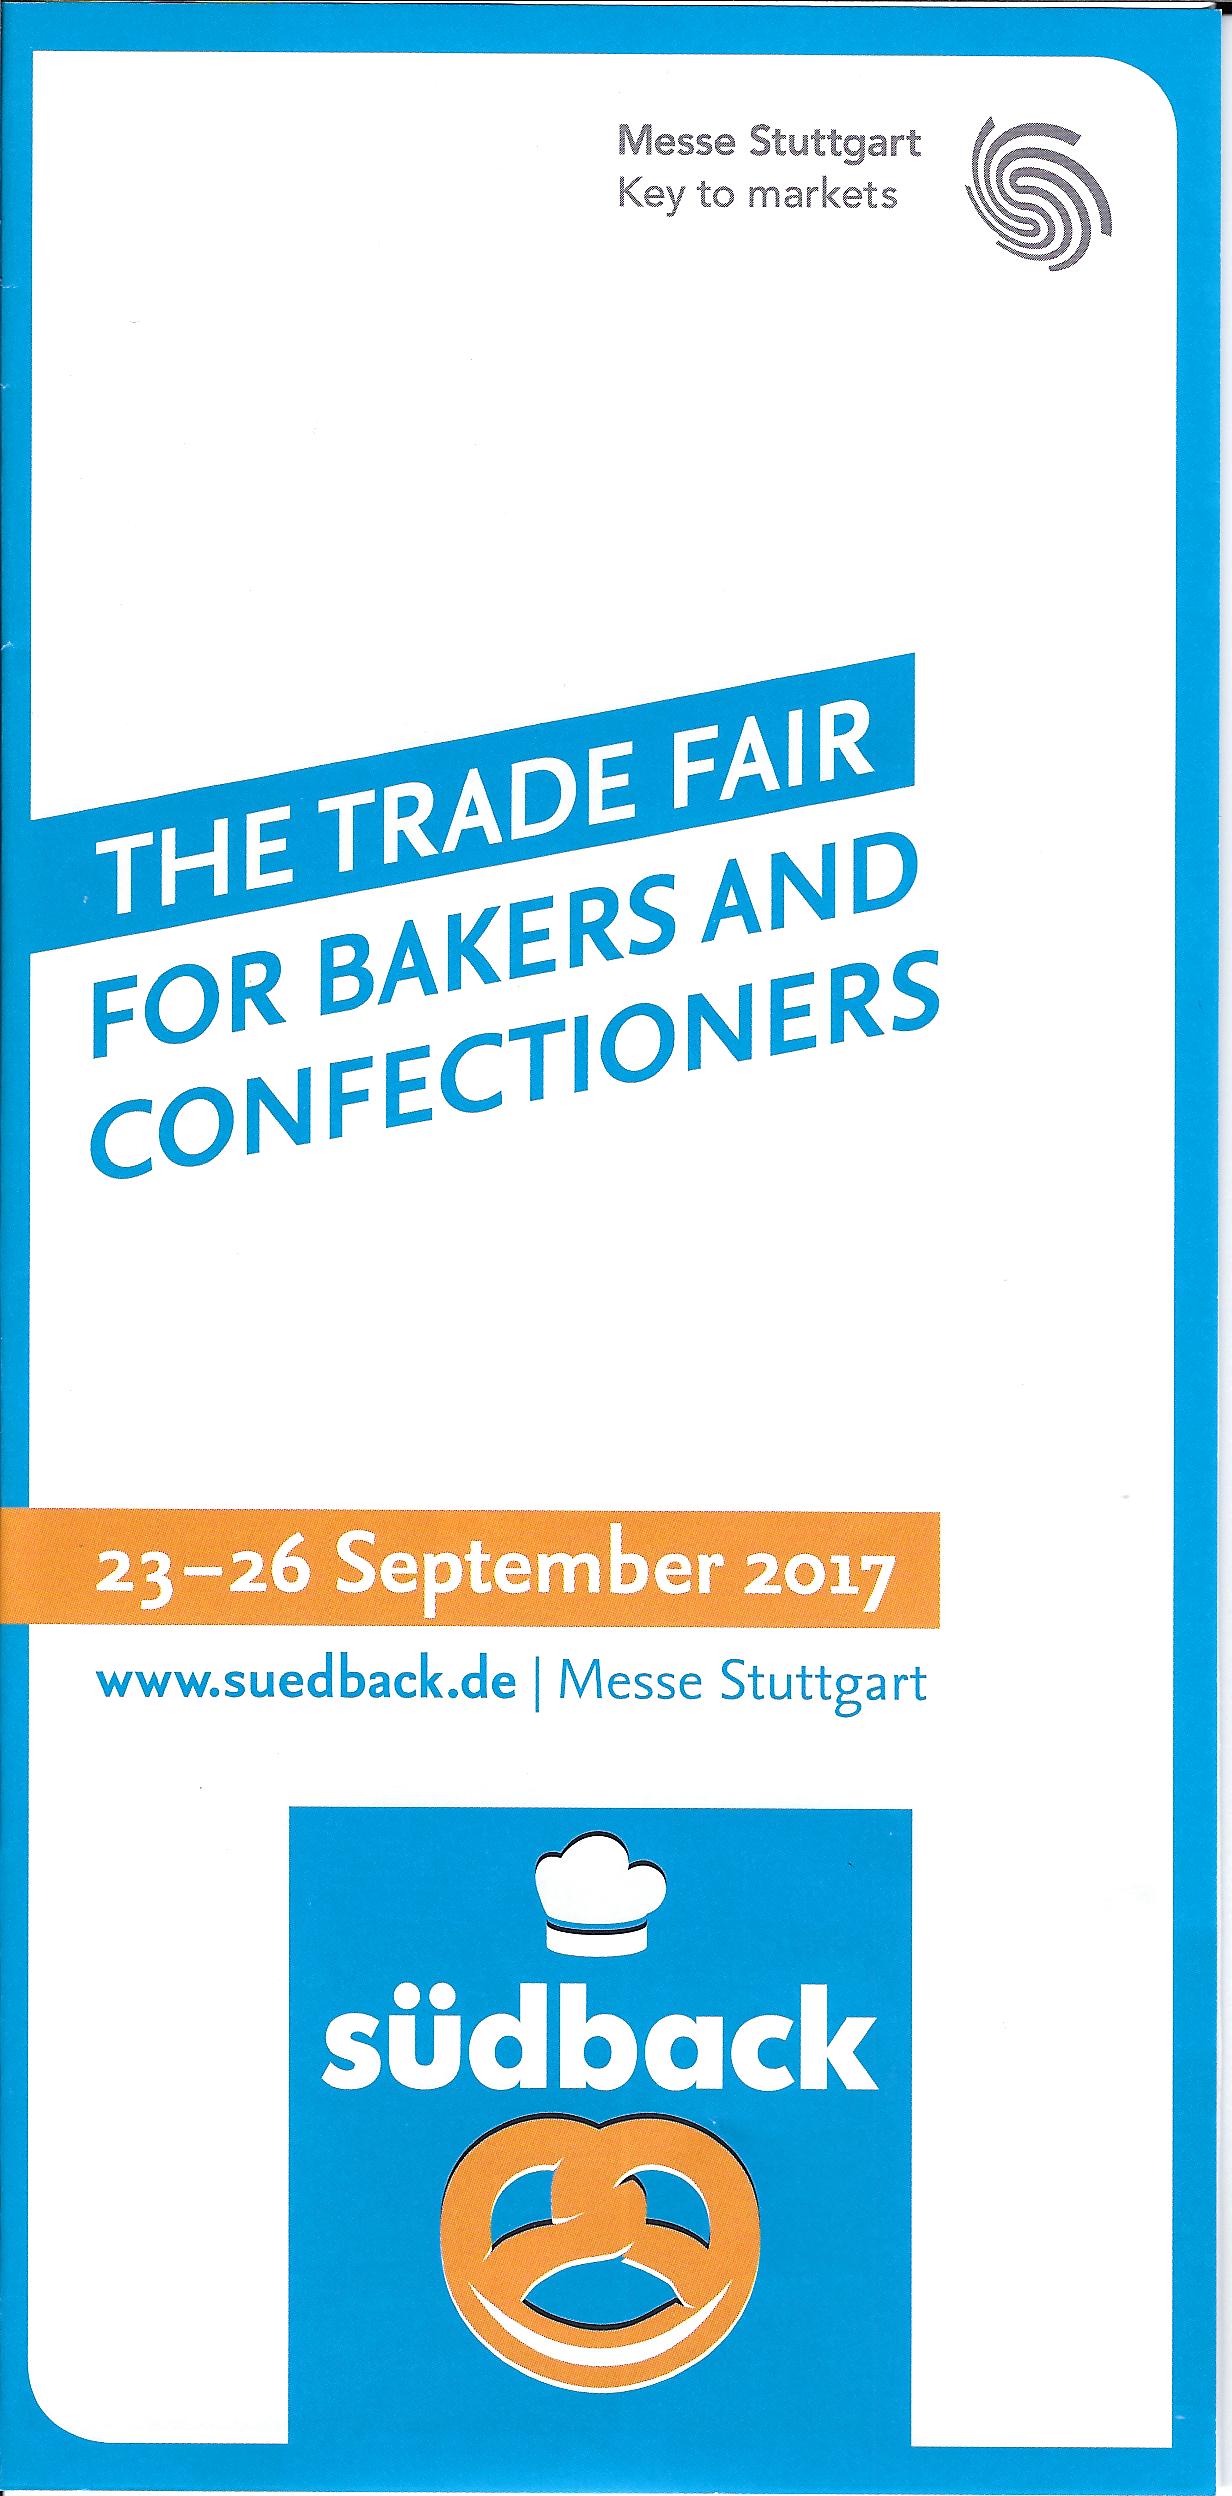 Messe Stuttgart
Key to markets
THE TRADE FAIR
FOR BAKERS AND
CONFECTIONERS
23–26 September 2017
www.suedback.de | Messe Stuttgart
südback